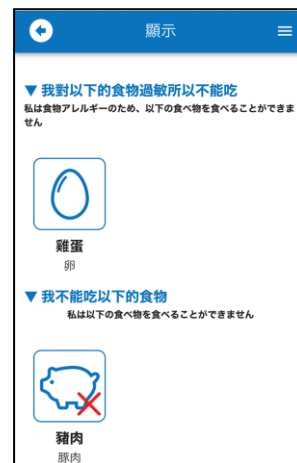 顯示
▼ 我對以下的食物過敏所以不能吃
私は食物アレルギーのため、以下の食べ物を食べることができま
せん
雞蛋
卵
▼ 我不能吃以下的食物
私は以下の食べ物を食べることができません
豬肉
豚肉